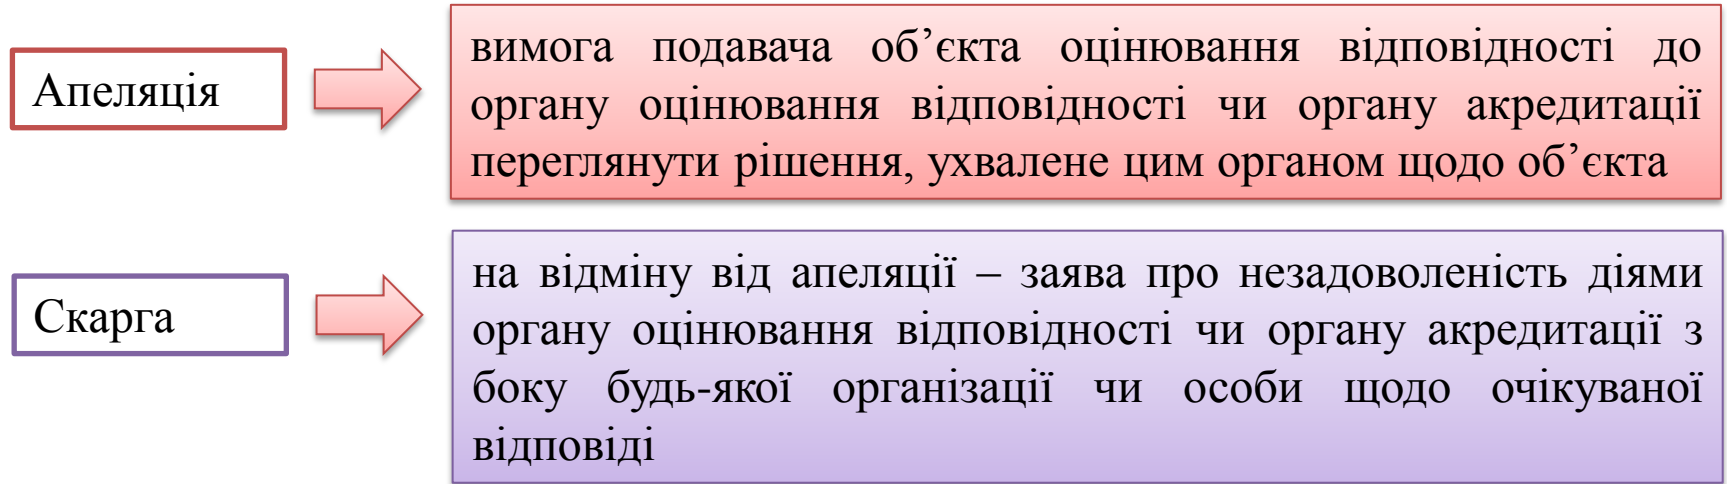 Апеляція
вимога подавача об’єкта оцінювання відповідності до
органу оцінювання відповідності чи органу акредитації
переглянути рішення, ухвалене цим органом щодо об’єкта
Скарга
на відміну від апеляції – заява про незадоволеність діями
органу оцінювання відповідності чи органу акредитації з
боку будь-якої організації чи особи щодо очікуваної
відповіді